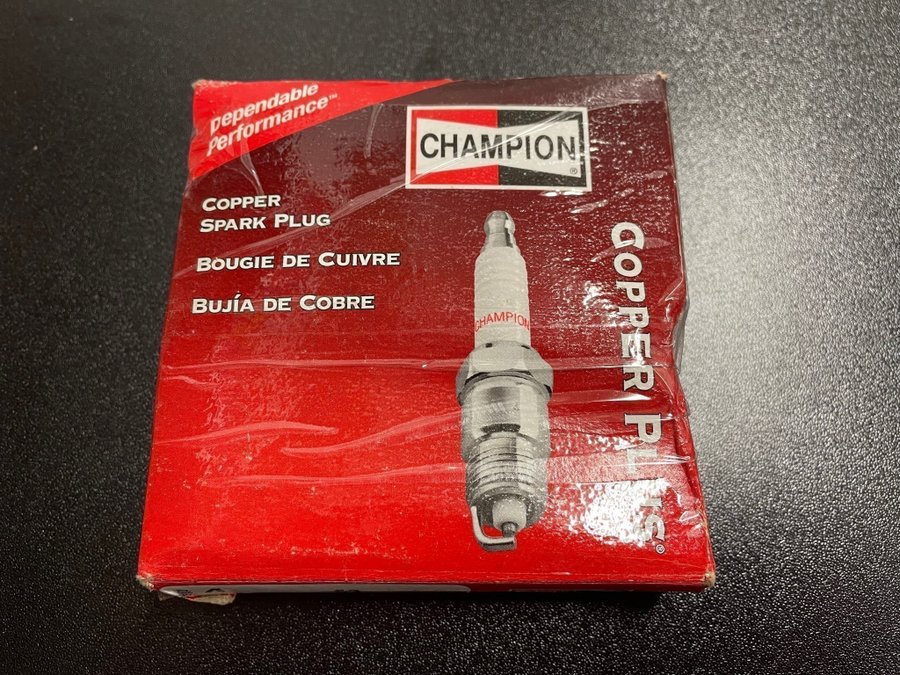 Dependable
Performance™
CHAMPION®
COPPER
SPARK PLUG
BOUGIE DE CUIVRE
BUJÍA DE COBRE
CHAMPION
COPPER PLUS®